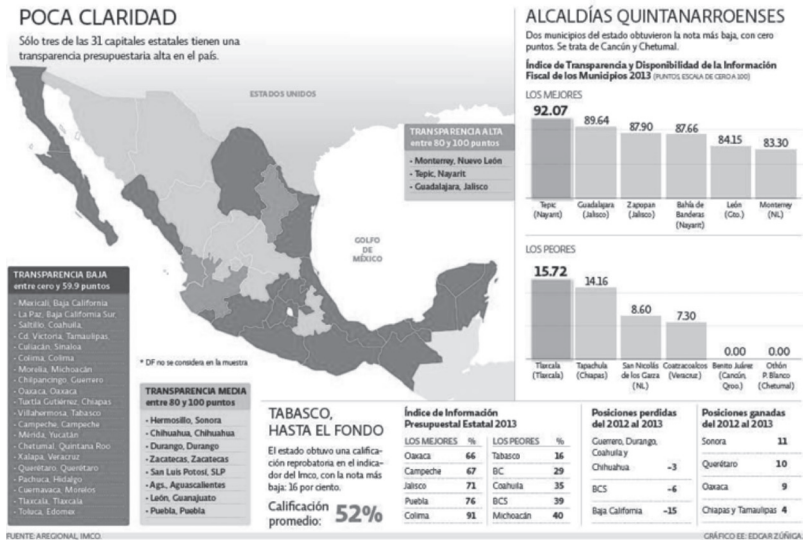 POCA CLARIDAD
Sólo tres de las 31 capitales estatales tienen una
transparencia presupuestaria alta en el país.
ESTADOS UNIDOS
TRANSPARENCIA ALTA
entre 80 y 100 puntos
- Monterrey, Nuevo León
- Tepic, Nayarit
- Guadalajara, Jalisco
GOLFO
DE
MÉXICO
TRANSPARENCIA BAJA
entre cero y 59.9 puntos
- Mexicali, Baja California
- La Paz, Baja California Sur
- Saltillo, Coahuila,
- Cd. Victoria, Tamaulipas,
- Culiacán, Sinaloa
- Colima, Colima
- Morelia, Michoacán
- Chilpancingo, Guerrero
- Oaxaca, Oaxaca
- Tuxtla Gutiérrez, Chiapas
- Villahermosa, Tabasco
- Campeche, Campeche
- Mérida, Yucatán
- Chetumal, Quintana Roo
- Xalapa, Veracruz
- Querétaro, Querétaro
- Pachuca, Hidalgo
- Cuernavaca, Morelos
- Tlaxcala, Tlaxcala
- Toluca, Edomex
* DF no se considera en la muestra
TRANSPARENCIA MEDIA
entre 80 y 100 puntos
- Hermosillo, Sonora
- Chihuahua, Chihuahua
- Durango, Durango
- Zacatecas, Zacatecas
- San Luis Potosí, SLP
- Ags., Aguascalientes
- León, Guanajuato
- Puebla, Puebla
ALCALDÍAS QUINTANARROENSES
Dos municipios del estado obtuvieron la nota más baja, con cero
puntos. Se trata de Cancún y Chetumal.
Índice de Transparencia y Disponibilidad de la Información
Fiscal de los Municipios 2013 (PUNTOS, ESCALA DE CERO A 100)
LOS MEJORES
92.07 89.64 87.90 87.66 84.15 83.30
Tepic Guadalajara Zapopan Bahía de León Monterrey
(Nayarit) (Jalisco) (Jalisco) Banderas (Gto.) (NL)
(Nayarit)
LOS PEORES
15.72 14.16 8.60 7.30 0.00 0.00
Tlaxcala Tapachula San Nicolás Coatzacoalcos Benito Juárez Othón
(Tlaxcala) (Chiapas) de los Garza (Veracruz) (Cancún, P. Blanco
(NL) Qroo.) (Chetumal)
TABASCO,
HASTA EL FONDO
El estado obtuvo una califica-
ción reprobatoria en el indica-
dor del Imco, con la nota más
baja: 16 por ciento.
Calificación
promedio: 52%
Índice de Información
Presupuestal Estatal 2013
LOS MEJORES % LOS PEORES %
Oaxaca 66 Tabasco 16
Campeche 67 BC 29
Jalisco 71 Coahuila 35
Puebla 76 BCS 39
Colima 91 Michoacán 40
Posiciones perdidas
del 2012 al 2013
Guerrero, Durango,
Coahuila y
Chihuahua -3
BCS -6
Baja California -15
Posiciones ganadas
del 2012 al 2013
Sonora 11
Querétaro 10
Oaxaca 9
Chiapas y Tamaulipas 4
FUENTE: AREGIONAL, IMCO.
GRÁFICO EE: EDGAR ZÚÑIGA